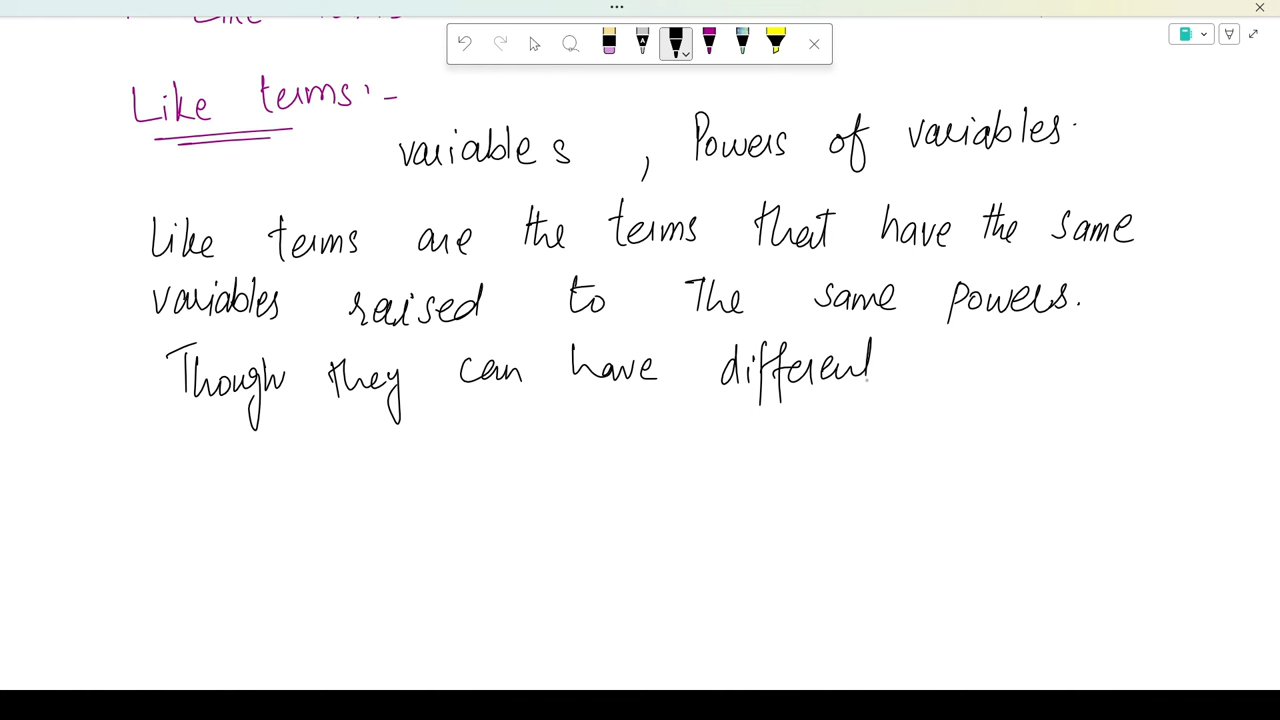 Like terms:-
variables , Powers of variables.
Like terms are the terms that have the same
variables raised to The same powers.
Though they can have different